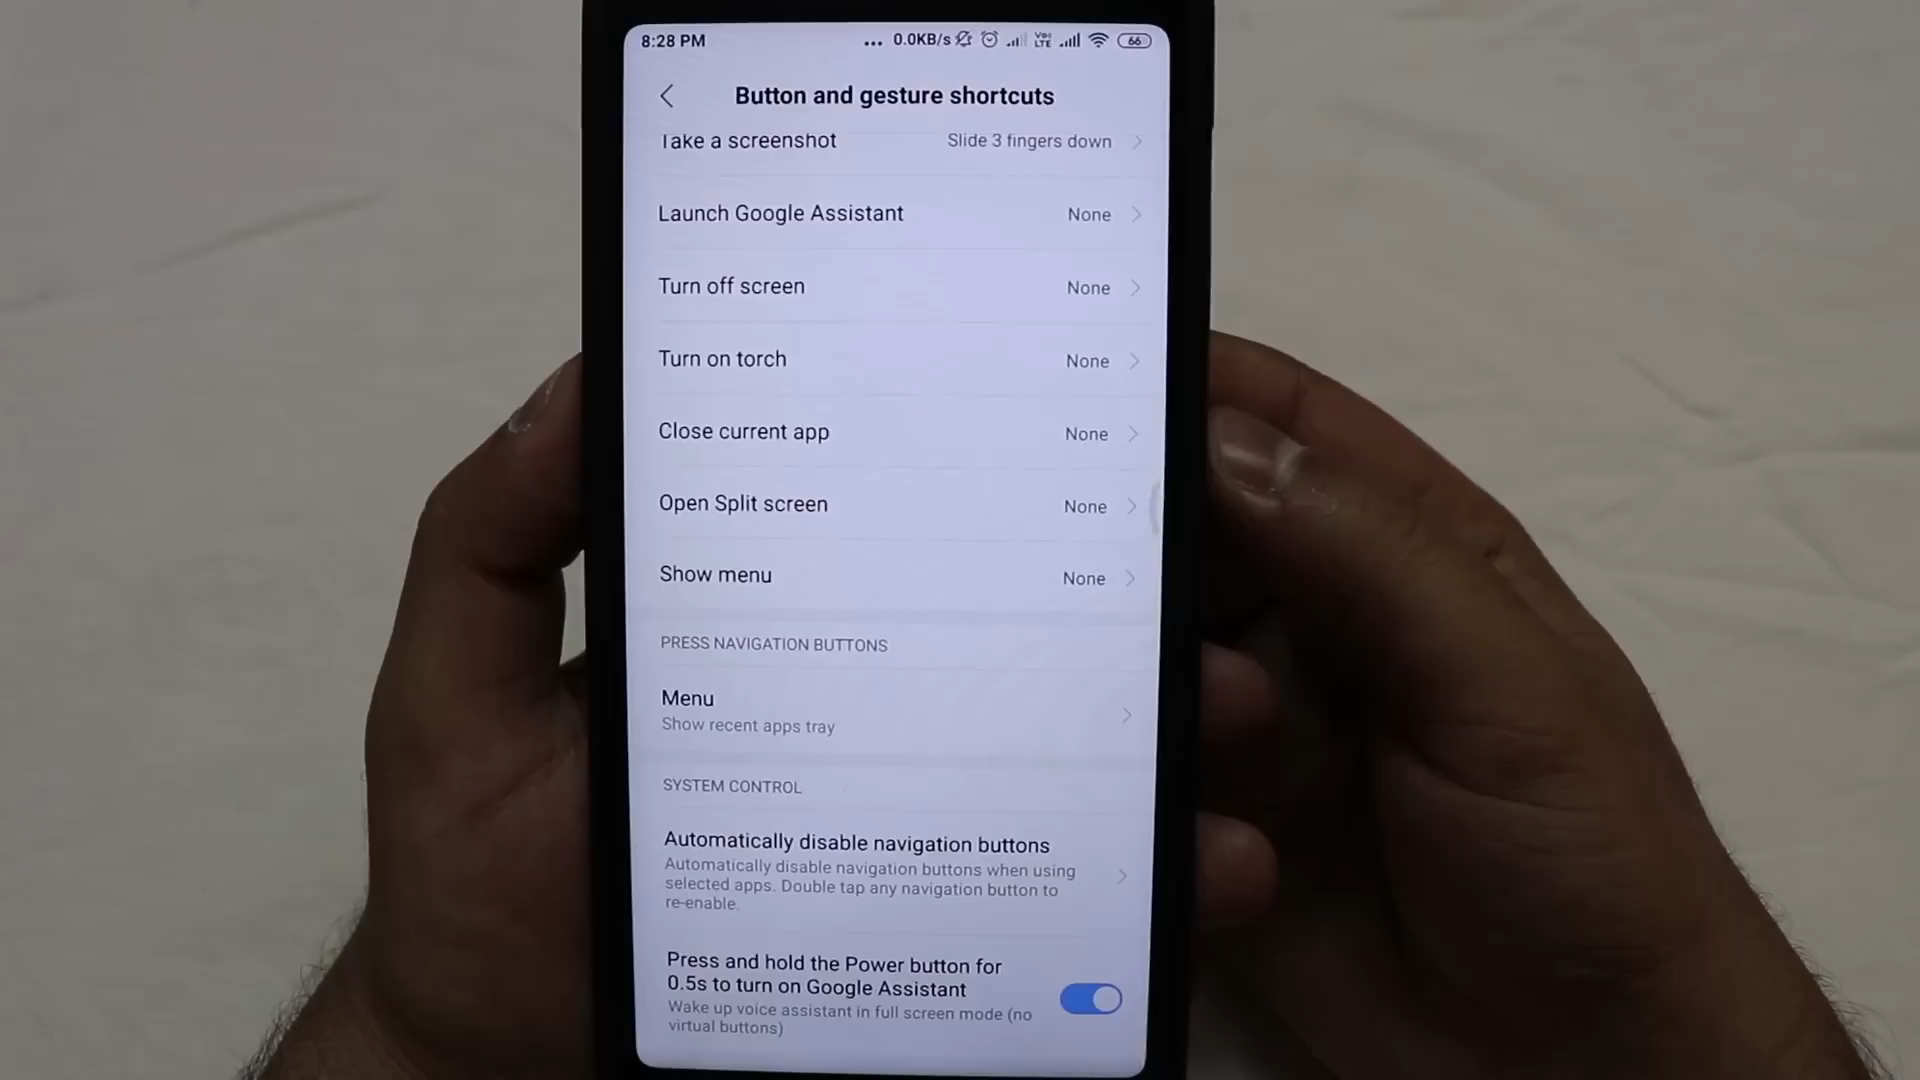 8:28 PM ... 0.0KB/s Vo LTE 66
Button and gesture shortcuts
Take a screenshot Slide 3 fingers down
Launch Google Assistant None
Turn off screen None
Turn on torch None
Close current app None
Open Split screen None
Show menu None
PRESS NAVIGATION BUTTONS
Menu
Show recent apps tray
SYSTEM CONTROL
Automatically disable navigation buttons
Automatically disable navigation buttons when using
selected apps. Double tap any navigation button to
re-enable.
Press and hold the Power button for
0.5s to turn on Google Assistant
Wake up voice assistant in full screen mode (no
virtual buttons)